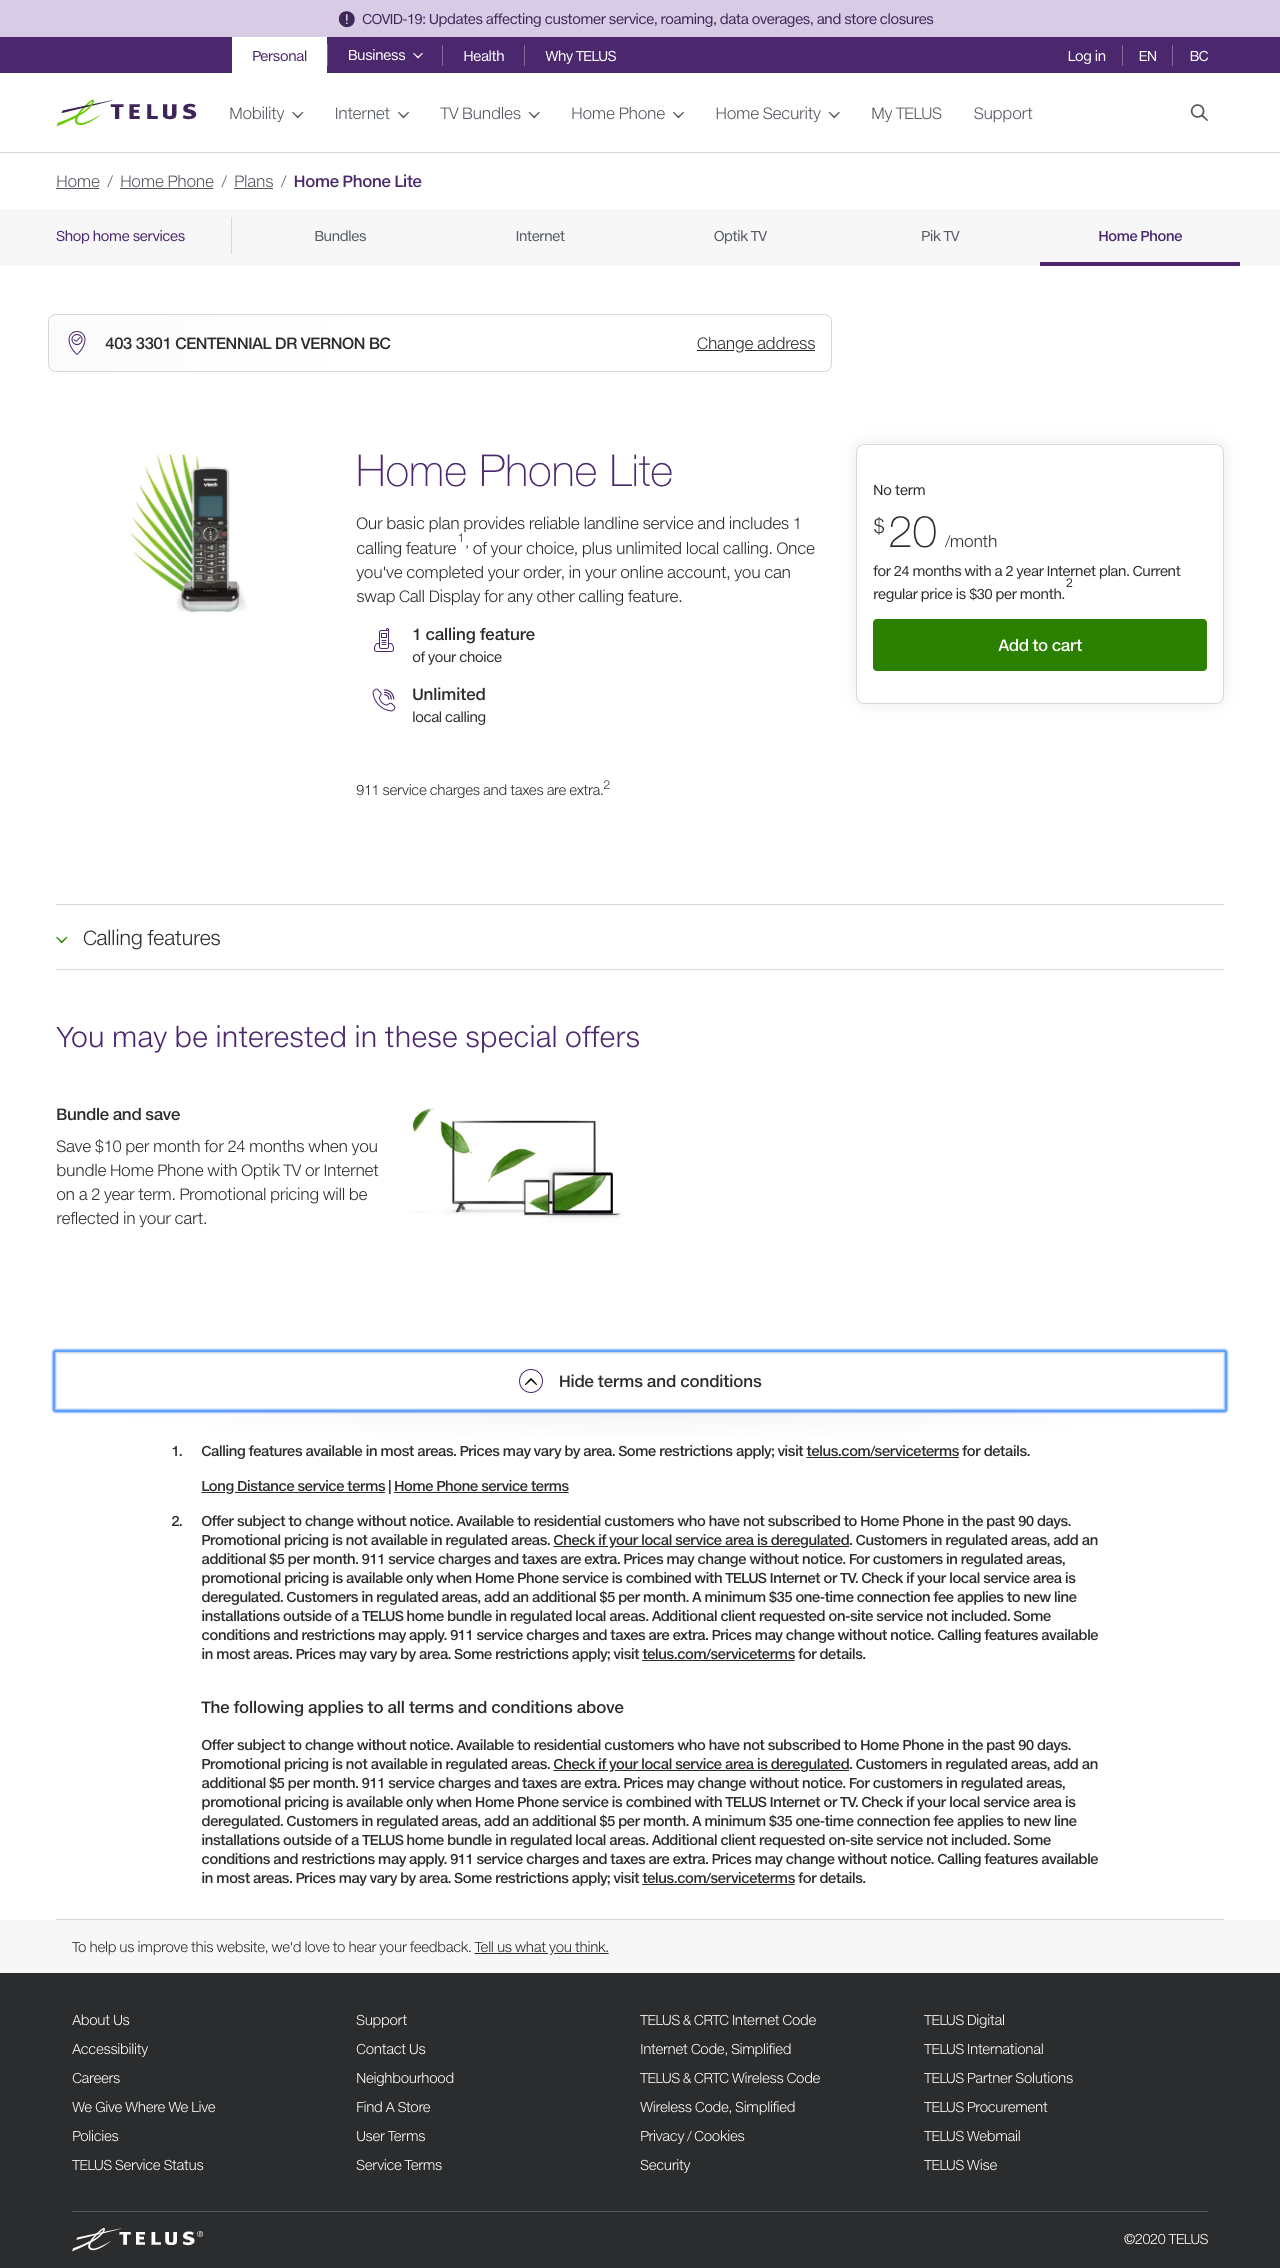 COVID-19: Updates affecting customer service, roaming, data overages, and store closures
Personal
Business
Health
Why TELUS
Log in
EN
BC
TELUS
Mobility
Internet
TV Bundles
Home Phone
Home Security
My TELUS
Support
Home / Home Phone / Plans / Home Phone Lite
Shop home services
Bundles
Internet
Optik TV
Pik TV
Home Phone
403 3301 CENTENNIAL DR VERNON BC
Change address
Home Phone Lite
Our basic plan provides reliable landline service and includes 1
calling feature 1, of your choice, plus unlimited local calling. Once
you've completed your order, in your online account, you can
swap Call Display for any other calling feature.
1 calling feature
of your choice
Unlimited
local calling
911 service charges and taxes are extra.2
No term
$20 /month
for 24 months with a 2 year Internet plan. Current
regular price is $30 per month.2
Add to cart
Calling features
You may be interested in these special offers
Bundle and save
Save $10 per month for 24 months when you
bundle Home Phone with Optik TV or Internet
on a 2 year term. Promotional pricing will be
reflected in your cart.
Hide terms and conditions
1. Calling features available in most areas. Prices may vary by area. Some restrictions apply; visit telus.com/serviceterms for details.
Long Distance service terms | Home Phone service terms
2. Offer subject to change without notice. Available to residential customers who have not subscribed to Home Phone in the past 90 days.
Promotional pricing is not available in regulated areas. Check if your local service area is deregulated. Customers in regulated areas, add an
additional $5 per month. 911 service charges and taxes are extra. Prices may change without notice. For customers in regulated areas,
promotional pricing is available only when Home Phone service is combined with TELUS Internet or TV. Check if your local service area is
deregulated. Customers in regulated areas, add an additional $5 per month. A minimum $35 one-time connection fee applies to new line
installations outside of a TELUS home bundle in regulated local areas. Additional client requested on-site service not included. Some
conditions and restrictions may apply. 911 service charges and taxes are extra. Prices may change without notice. Calling features available
in most areas. Prices may vary by area. Some restrictions apply; visit telus.com/serviceterms for details.
The following applies to all terms and conditions above
Offer subject to change without notice. Available to residential customers who have not subscribed to Home Phone in the past 90 days.
Promotional pricing is not available in regulated areas. Check if your local service area is deregulated. Customers in regulated areas, add an
additional $5 per month. 911 service charges and taxes are extra. Prices may change without notice. For customers in regulated areas,
promotional pricing is available only when Home Phone service is combined with TELUS Internet or TV. Check if your local service area is
deregulated. Customers in regulated areas, add an additional $5 per month. A minimum $35 one-time connection fee applies to new line
installations outside of a TELUS home bundle in regulated local areas. Additional client requested on-site service not included. Some
conditions and restrictions may apply. 911 service charges and taxes are extra. Prices may change without notice. Calling features available
in most areas. Prices may vary by area. Some restrictions apply; visit telus.com/serviceterms for details.
To help us improve this website, we'd love to hear your feedback. Tell us what you think.
About Us
Accessibility
Careers
We Give Where We Live
Policies
TELUS Service Status
Support
Contact Us
Neighbourhood
Find A Store
User Terms
Service Terms
TELUS & CRTC Internet Code
Internet Code, Simplified
TELUS & CRTC Wireless Code
Wireless Code, Simplified
Privacy / Cookies
Security
TELUS Digital
TELUS International
TELUS Partner Solutions
TELUS Procurement
TELUS Webmail
TELUS Wise
TELUS®
©2020 TELUS